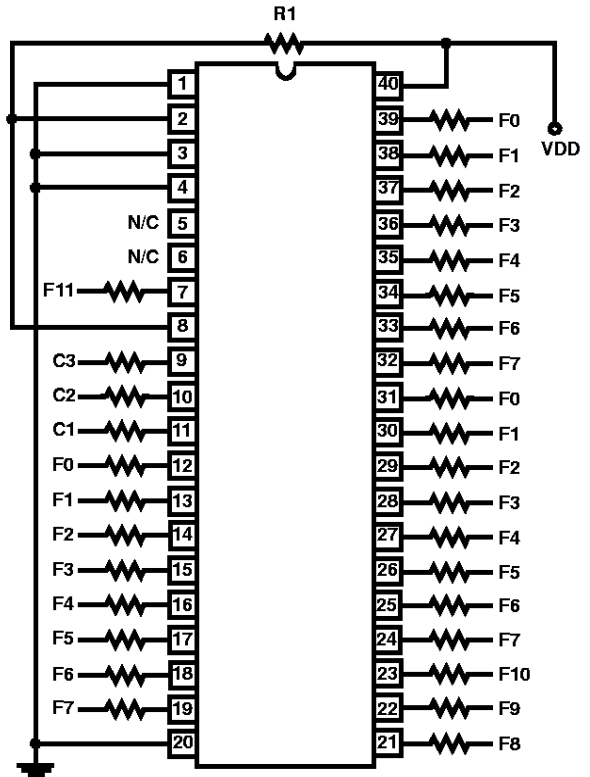 R1
1 40
2 39 F0
VDD
3 38 F1
4 37 F2
N/C 5 36 F3
N/C 6 35 F4
F11 7 34 F5
8 33 F6
C3 9 32 F7
C2 10 31 F0
C1 11 30 F1
F0 12 29 F2
F1 13 28 F3
F2 14 27 F4
F3 15 26 F5
F4 16 25 F6
F5 17 24 F7
F6 18 23 F10
F7 19 22 F9
20 21 F8